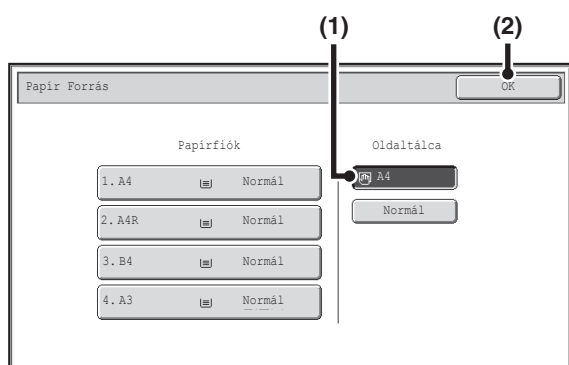 (1) (2)
Papír Forrás OK
Papírfiók Oldaltálca
1. A4 Normál A4
2. A4R Normál Normál
3. B4 Normál
4. A3 Normál